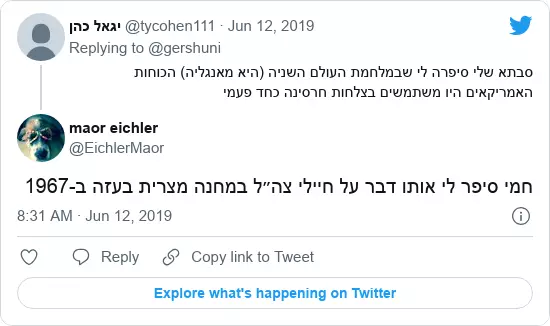 יגאל כהן @tycohen111 · Jun 12, 2019
Replying to @gershuni
סבתא שלי סיפרה לי שבמלחמת העולם השניה (היא מאנגליה) הכוחות
האמריקאים היו משתמשים בצלחות חרסינה כחד פעמי
maor eichler
@EichlerMaor
חמי סיפר לי אותו דבר על חיילי צה״ל במחנה מצרית בעזה ב-1967
8:31 AM · Jun 12, 2019
Reply
Copy link to Tweet
Explore what's happening on Twitter